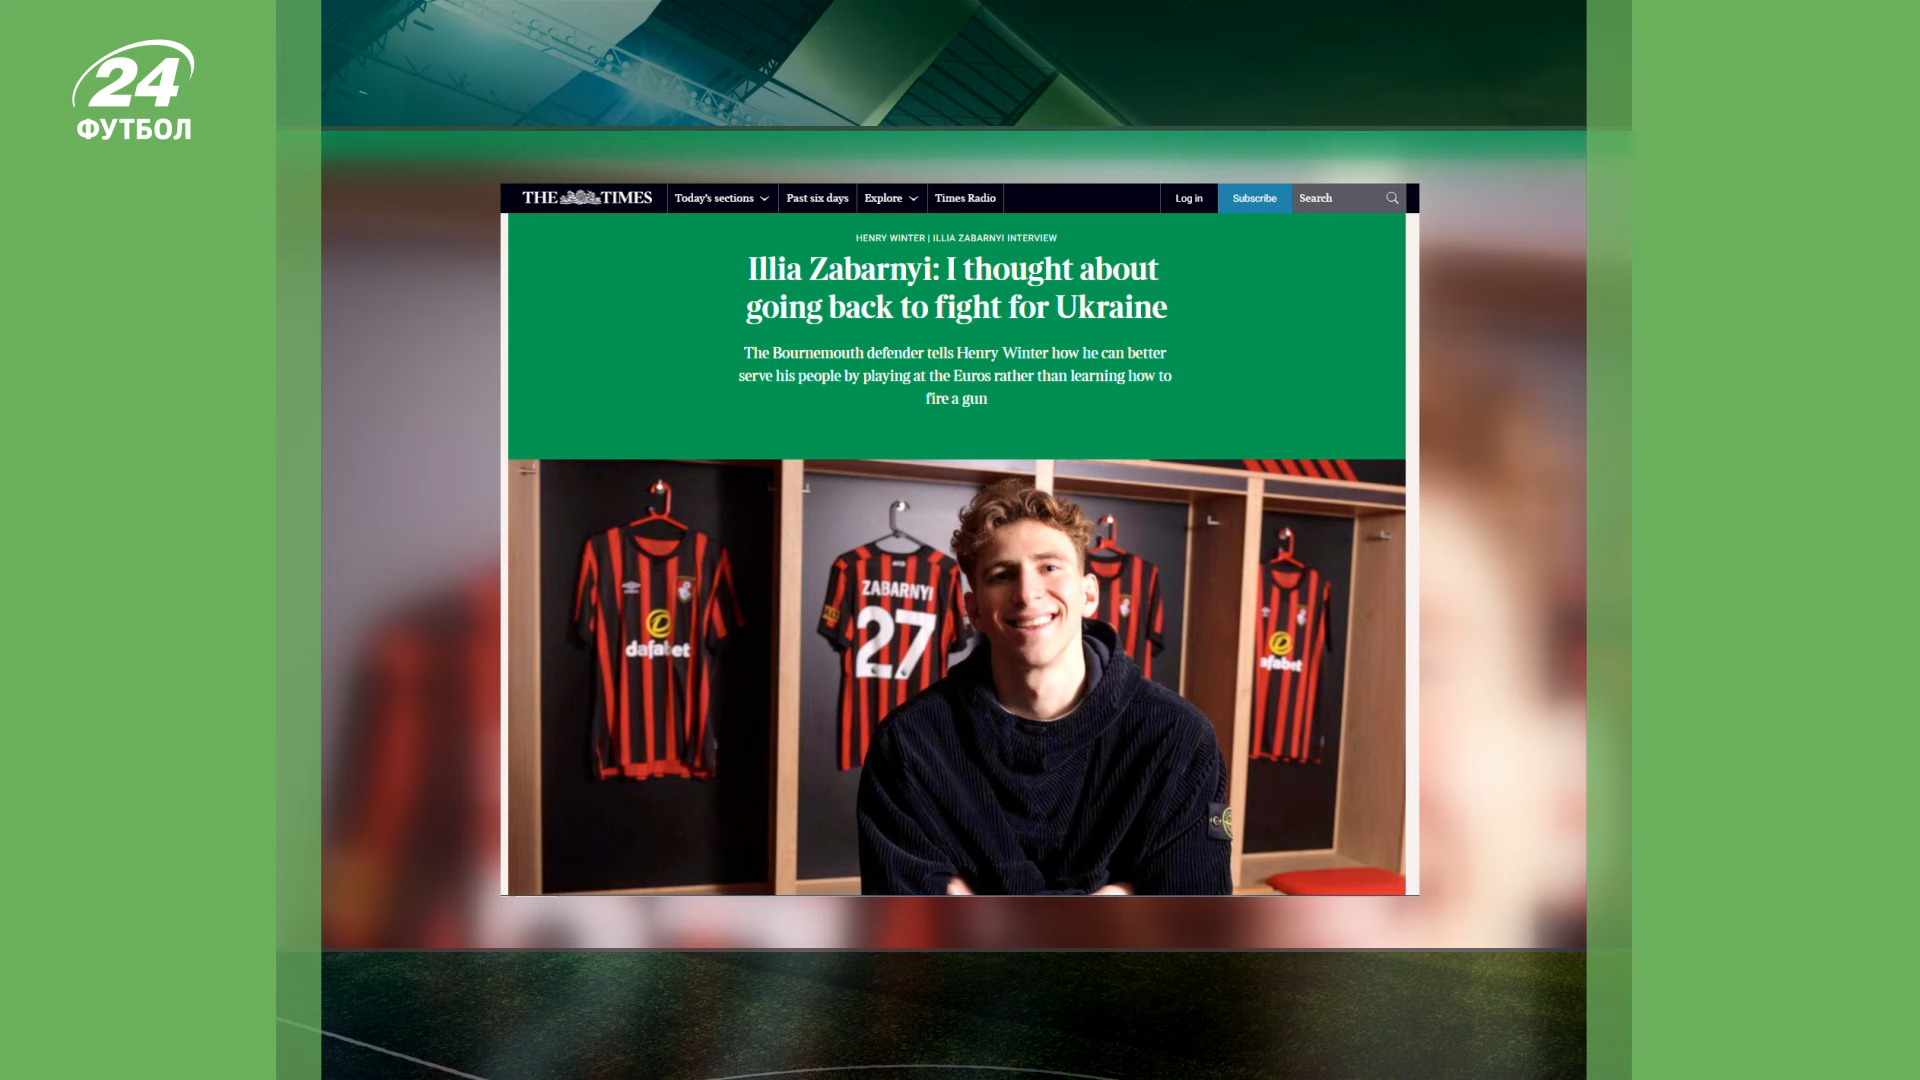 24
ФУТБОЛ
THE TIMES
Today's sections
Past six days
Explore
Times Radio
Log in
Subscribe
Search
HENRY WINTER | ILLIA ZABARNYI INTERVIEW
Illia Zabarnyi: I thought about
going back to fight for Ukraine
The Bournemouth defender tells Henry Winter how he can better
serve his people by playing at the Euros rather than learning how to
fire a gun
dafabet
ZABARNYI
27
afabet